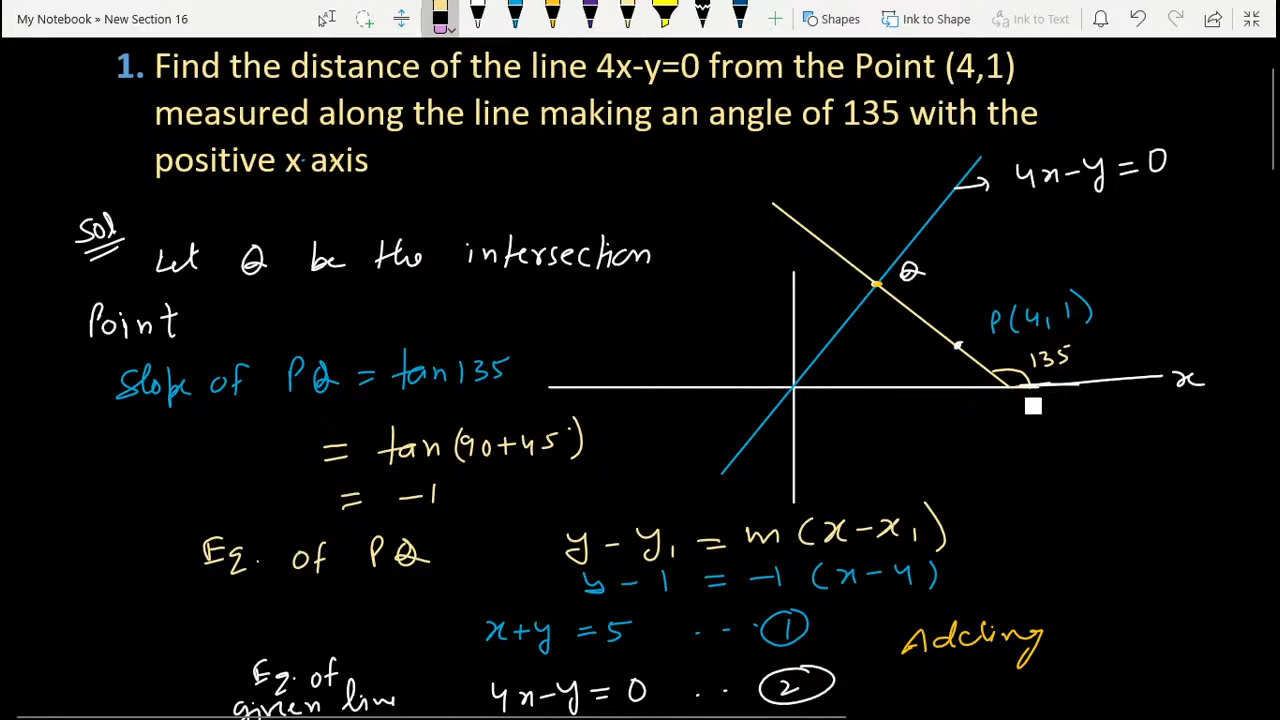 My Notebook » New Section 16
Shapes
Ink to Shape
Ink to Text
1. Find the distance of the line 4x-y=0 from the Point (4,1)
measured along the line making an angle of 135 with the
positive x axis
4x-y=0
Sol
Let Q be the intersection
Point
Q
P(4,1)
135
x
Slope of PQ = tan135
= tan(90+45)
= -1
Eq. of PQ
y-y₁ = m(x-x₁)
y-1 = -1 (x-4)
x+y = 5 ... ①
Adding
Eq. of
given line
4x-y=0 .. ②